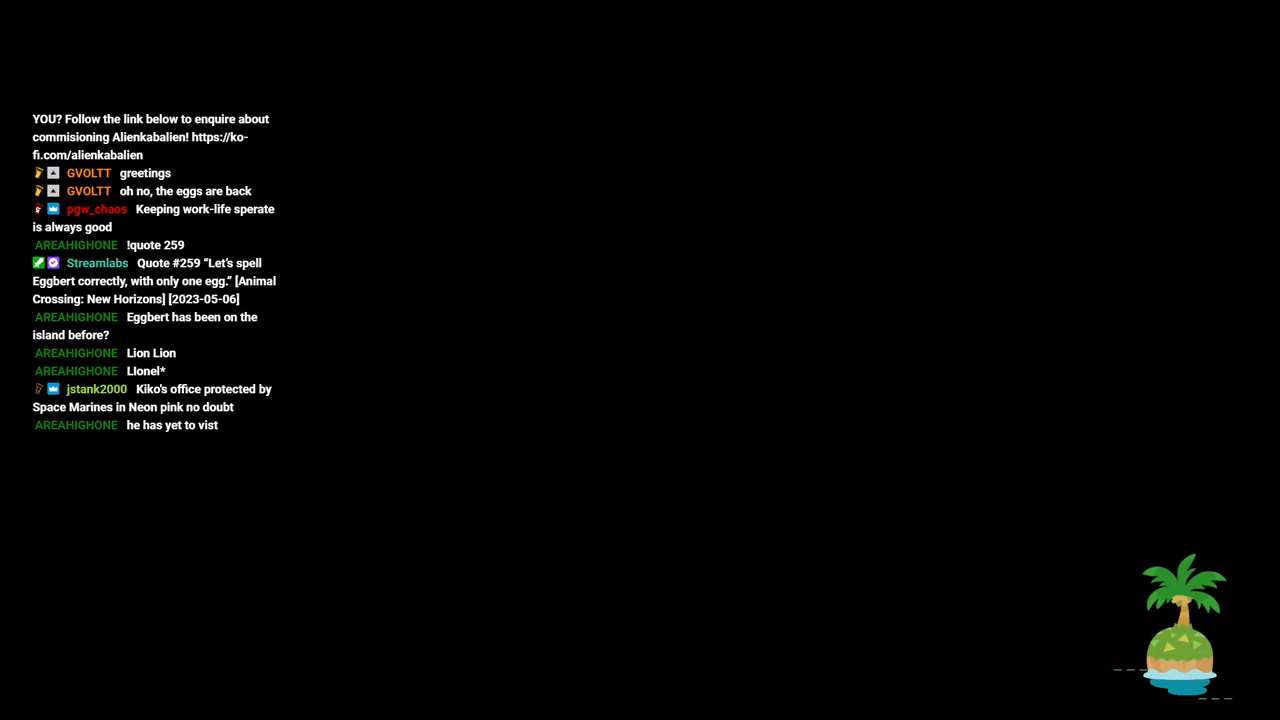 YOU? Follow the link below to enquire about
commisioning Alienkabalien! https://ko-
fi.com/alienkabalien
GVOLTT greetings
GVOLTT oh no, the eggs are back
pgw_chaos Keeping work-life sperate
is always good
AREAHIGHONE !quote 259
Streamlabs Quote #259 “Let’s spell
Eggbert correctly, with only one egg.” [Animal
Crossing: New Horizons] [2023-05-06]
AREAHIGHONE Eggbert has been on the
island before?
AREAHIGHONE Lion Lion
AREAHIGHONE LIonel*
jstank2000 Kiko's office protected by
Space Marines in Neon pink no doubt
AREAHIGHONE he has yet to vist